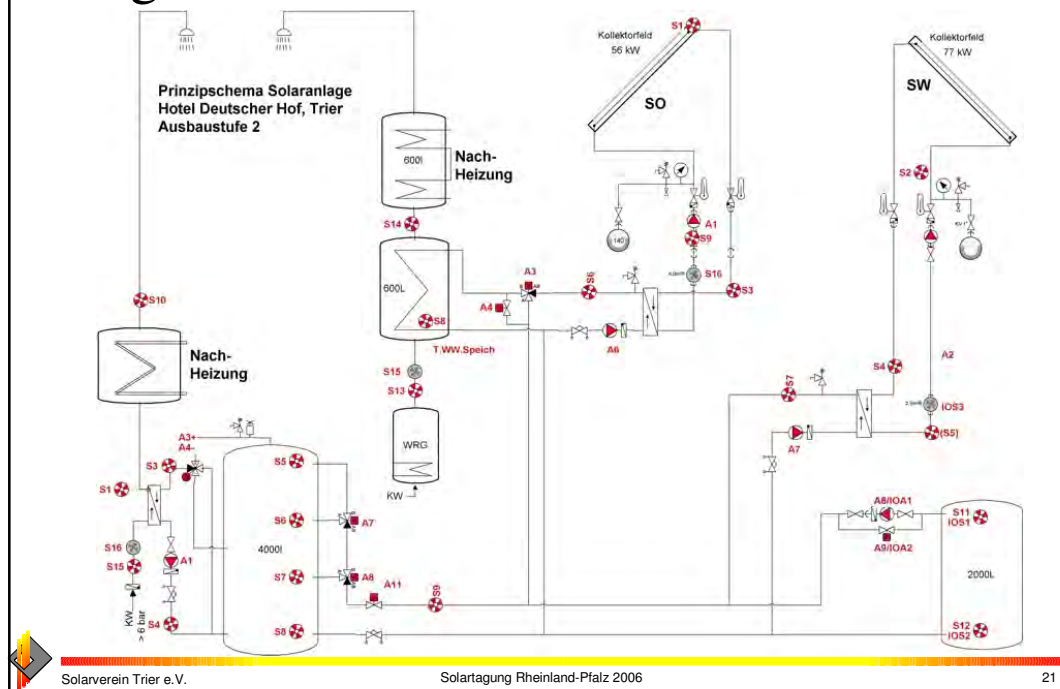 Prinzipschema Solaranlage
Hotel Deutscher Hof, Trier
Ausbaustufe 2
S1
Kollektorfeld
56 kW
SO
Kollektorfeld
77 kW
SW
600l
Nach-
Heizung
S14
600L
S8
T.WW.Speich
A3
A4
S6
A6
A1
S9
S16
S3
140
S2
S4
A2
iOS3
(S5)
S7
A7
S15
S13
WRG
KW
S10
Nach-
Heizung
A3+
A4-
S3
S1
S16
S15
A1
S4
KW
> 6 bar
4000l
S5
S6
S7
S8
A7
A8
A11
S9
A8/IOA1
A9/IOA2
S11
iOS1
2000L
S12
iOS2
Solarverein Trier e.V.
Solartagung Rheinland-Pfalz 2006
21